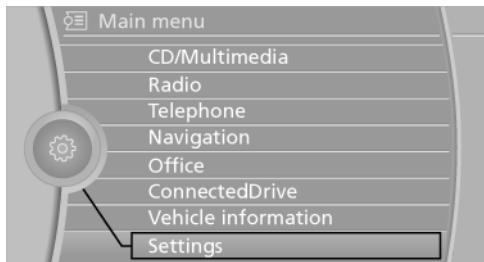 Main menu
CD/Multimedia
Radio
Telephone
Navigation
Office
ConnectedDrive
Vehicle information
Settings